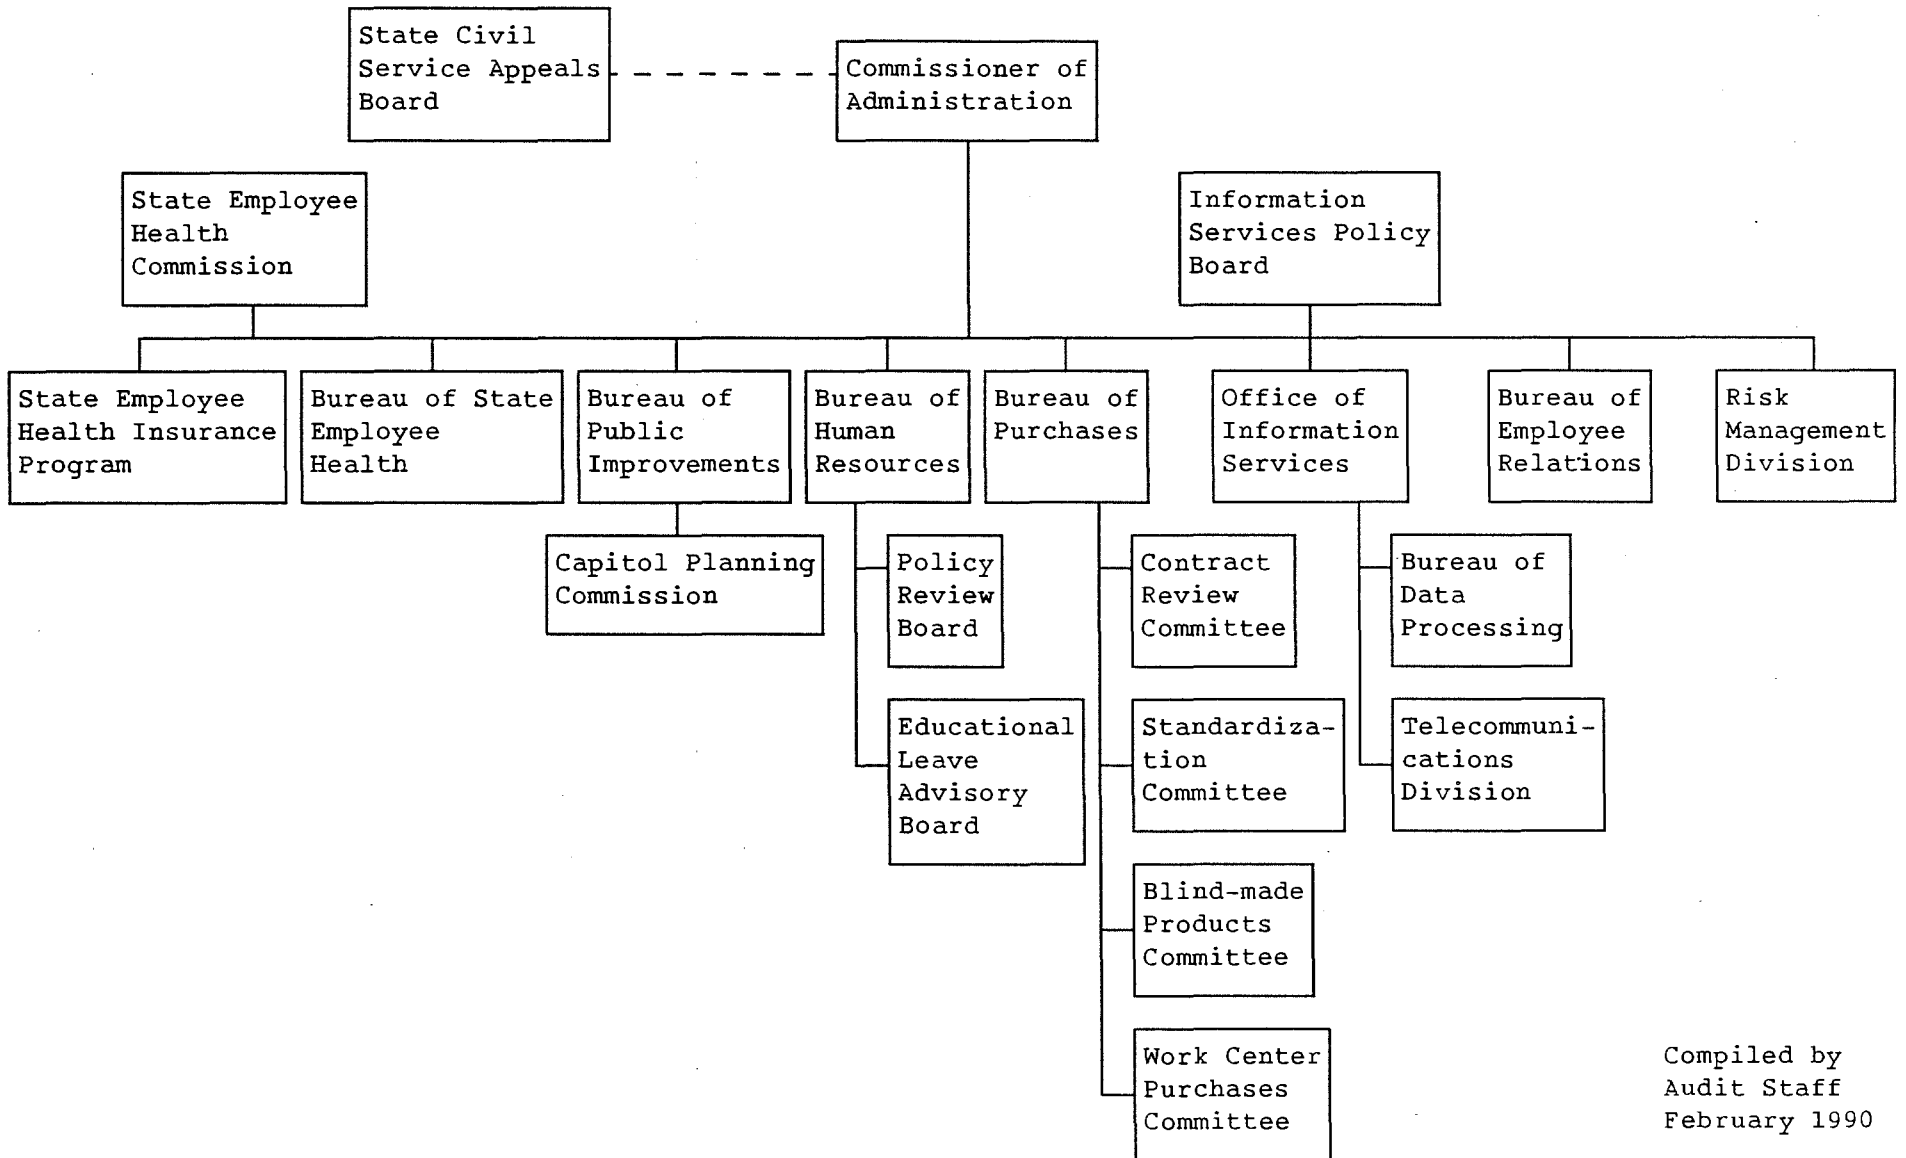 State Civil
Service Appeals
Board
Commissioner of
Administration
State Employee
Health
Commission
Information
Services Policy
Board
State Employee
Health Insurance
Program
Bureau of State
Employee
Health
Bureau of
Public
Improvements
Bureau of
Human
Resources
Bureau of
Purchases
Office of
Information
Services
Bureau of
Employee
Relations
Risk
Management
Division
Capitol Planning
Commission
Policy
Review
Board
Educational
Leave
Advisory
Board
Contract
Review
Committee
Standardiza-
tion
Committee
Blind-made
Products
Committee
Work Center
Purchases
Committee
Bureau of
Data
Processing
Telecommuni-
cations
Division
Compiled by
Audit Staff
February 1990